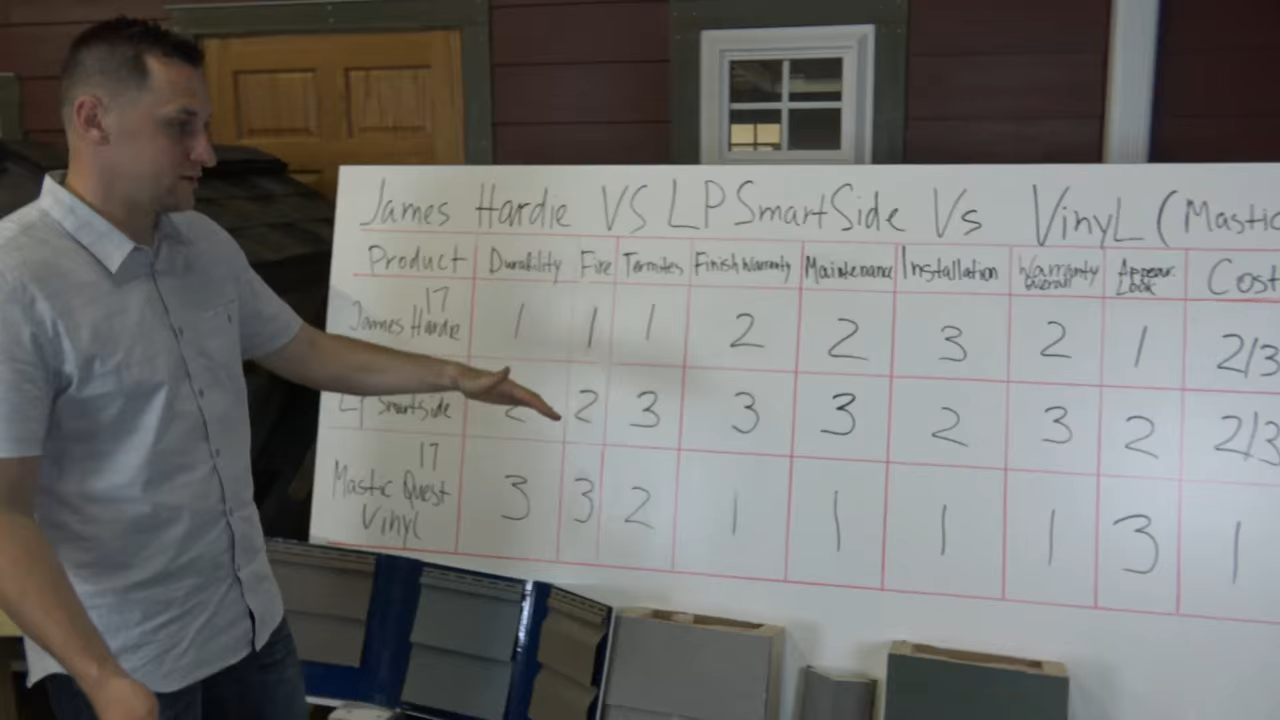 James Hardie VS LP SmartSide Vs VinyL (Mastic
Product Durability Fire Termites Finish Warranty Maintenance Installation Warranty Overall Appear. Look Cost
17
James Hardie 1 1 1 2 2 3 2 1 2/3
LP Smartside 2 2 3 3 3 2 3 2 2/3
17
Mastic Quest
Vinyl 3 3 2 1 1 1 1 3 1